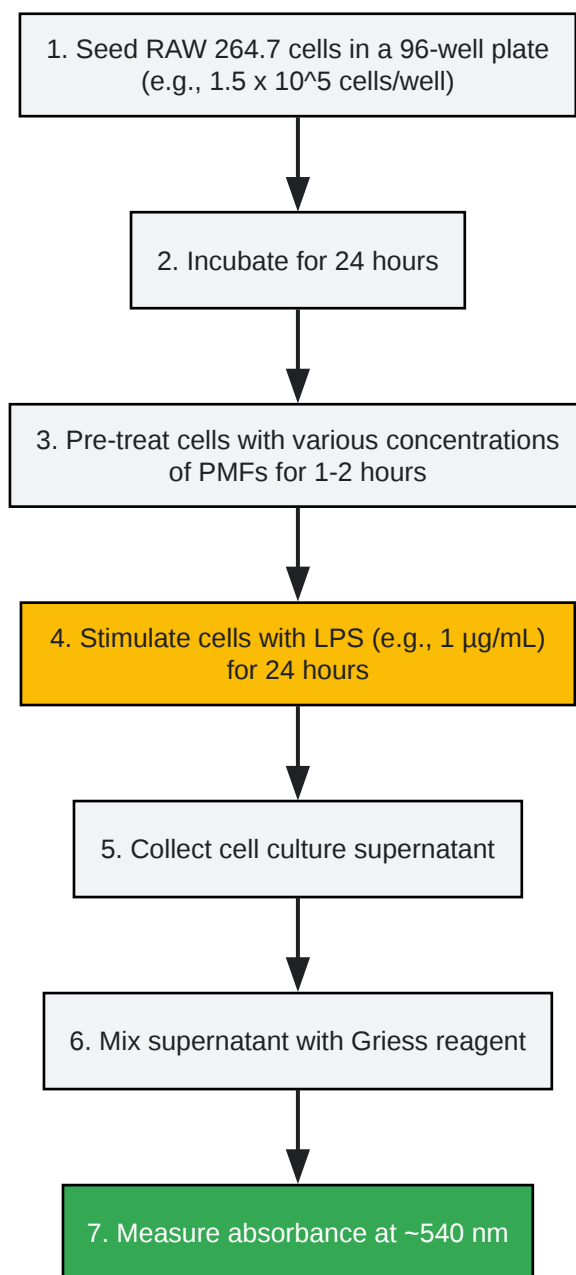 1. Seed RAW 264.7 cells in a 96-well plate
(e.g., 1.5 x 10^5 cells/well)
2. Incubate for 24 hours
3. Pre-treat cells with various concentrations
of PMFs for 1-2 hours
4. Stimulate cells with LPS (e.g., 1 µg/mL)
for 24 hours
5. Collect cell culture supernatant
6. Mix supernatant with Griess reagent
7. Measure absorbance at ~540 nm